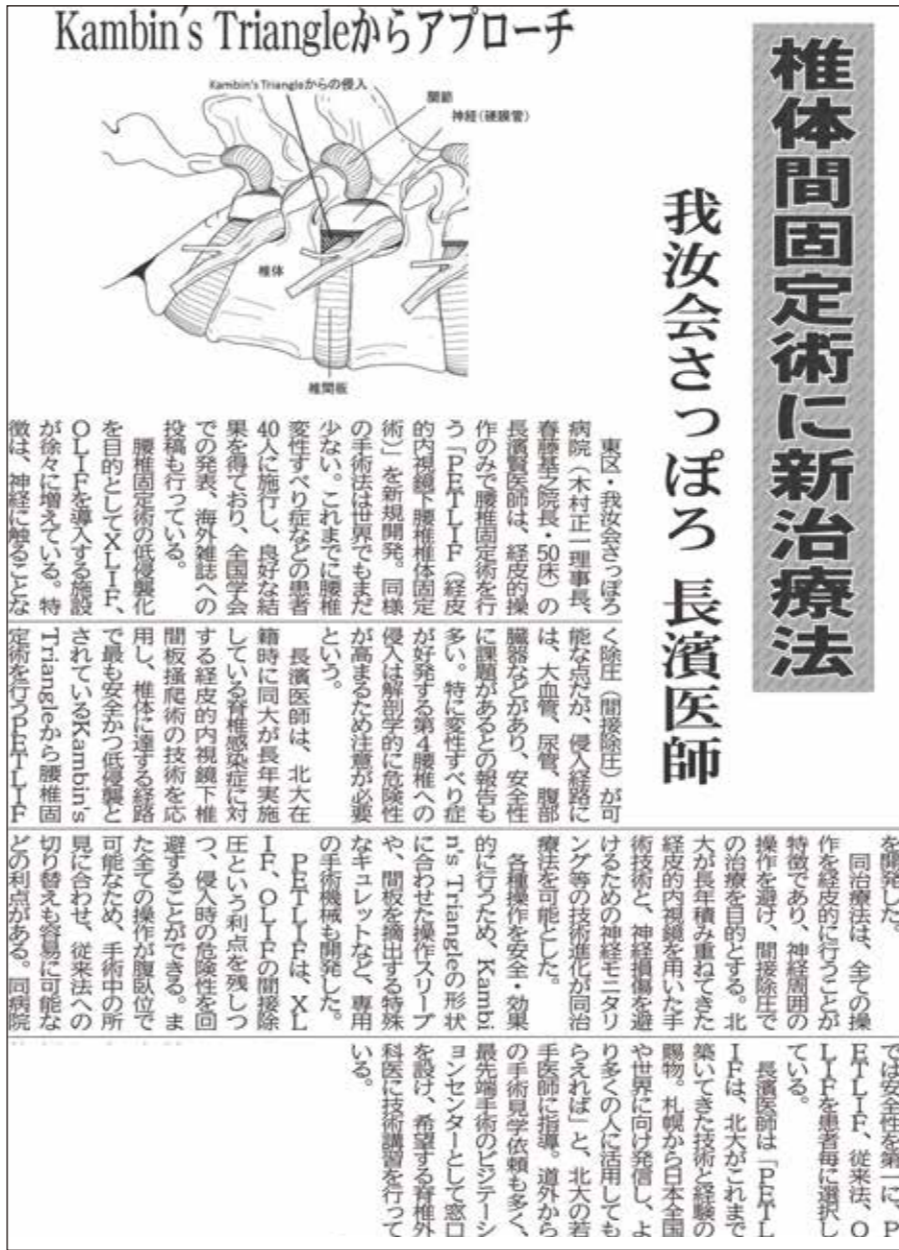 椎体間固定術に新治療法
我汝会さっぽろ 長濱医師
Kambin's Triangleからアプローチ
Kambin's Triangleからの侵入
関節
神経(硬膜管)
椎体
椎間板
東区・我汝会さっぽろ
病院（木村正一理事長、
春藤基之院長・50床）の
長濱賢医師は、経皮的操
作のみで腰椎固定術を行
う「PETLIF（経皮
的内視鏡下腰椎椎体固定
術）」を新規開発。同様
の手術法は世界でもまだ
少ない。これまでに腰椎
変性すべり症などの患者
40人に施行し、良好な結
果を得ており、全国学会
での発表、海外雑誌への
投稿も行っている。
腰椎固定術の低侵襲化
を目的としてXLIF、
OLIFを導入する施設
が徐々に増えている。特
徴は、神経に触ることな
く除圧（間接除圧）が可
能な点だが、侵入経路に
は、大血管、尿管、腹部
臓器などがあり、安全性
に課題があるとの報告も
多い。特に変性すべり症
が好発する第4腰椎への
侵入は解剖学的に危険性
が高まるため注意が必要
という。
長濱医師は、北大在
籍時に同大が長年実施
している脊椎感染症に対
する経皮的内視鏡下椎
間板掻爬術の技術を応
用し、椎体に達する経路
で最も安全かつ低侵襲と
されているKambin's
Triangleから腰椎固
定術を行うPETLIF
を開発した。
同治療法は、全ての操
作を経皮的に行うことが
特徴であり、神経周囲の
操作を避け、間接除圧で
の治療を目的とする。北
大が長年積み重ねてきた
経皮的内視鏡を用いた手
術技術と、神経損傷を避
けるための神経モニタリ
ング等の技術進化が同治
療法を可能とした。
各種操作を安全・効果
的に行うため、Kambi
n's Triangleの形状
に合わせた操作スリーブ
や、間板を摘出する特殊
なキュレットなど、専用
の手術機械も開発した。
PETLIFは、XL
IF、OLIFの間接除
圧という利点を残しつ
つ、侵入時の危険性を回
避することができる。ま
た全ての操作が腹臥位で
可能なため、手術中の所
見に合わせ、従来法への
切り替えも容易に可能な
どの利点がある。同病院
では安全性を第一に、P
ETLIF、従来法、O
LIFを患者毎に選択し
ている。
長濱医師は「PETL
IFは、北大がこれまで
築いてきた技術と経験の
賜物。札幌から日本全国
や世界に向け発信し、よ
り多くの人に活用しても
らえれば」と、北大の若
手医師に指導。道外から
の手術見学依頼も多く、
最先端手術のビジテーシ
ョンセンターとして窓口
を設け、希望する脊椎外
科医に技術講習を行って
いる。